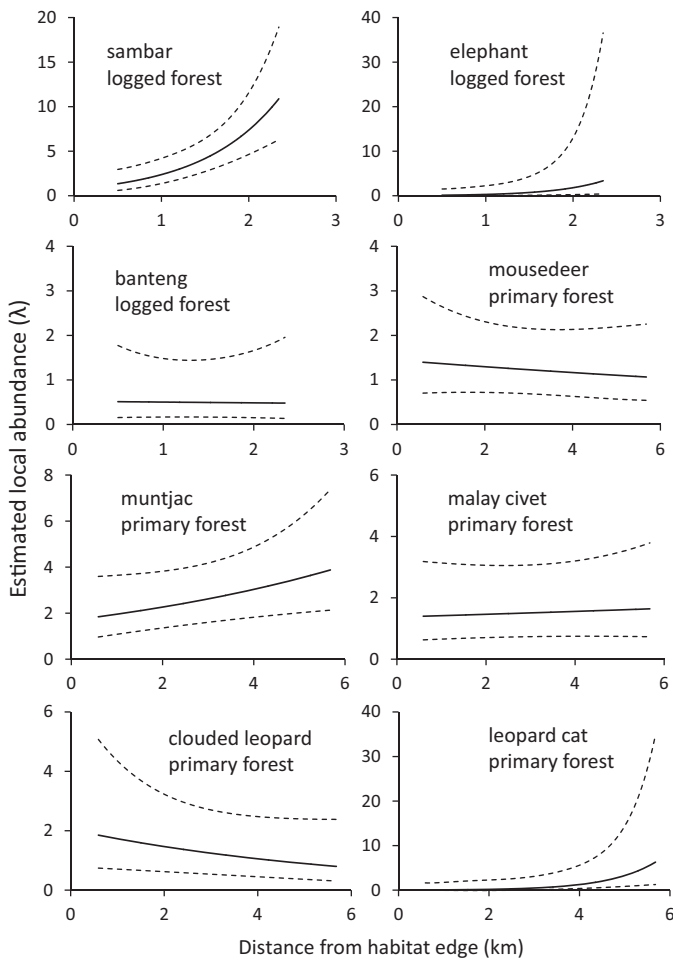 Estimated local abundance (λ)
20
15
10
5
0
0 1 2 3
sambar
logged forest
40
30
20
10
0
0 1 2 3
elephant
logged forest
4
3
2
1
0
0 1 2 3
banteng
logged forest
4
3
2
1
0
0 2 4 6
mousedeer
primary forest
8
6
4
2
0
0 2 4 6
muntjac
primary forest
6
4
2
0
0 2 4 6
malay civet
primary forest
6
4
2
0
0 2 4 6
clouded leopard
primary forest
40
30
20
10
0
0 2 4 6
leopard cat
primary forest
Distance from habitat edge (km)